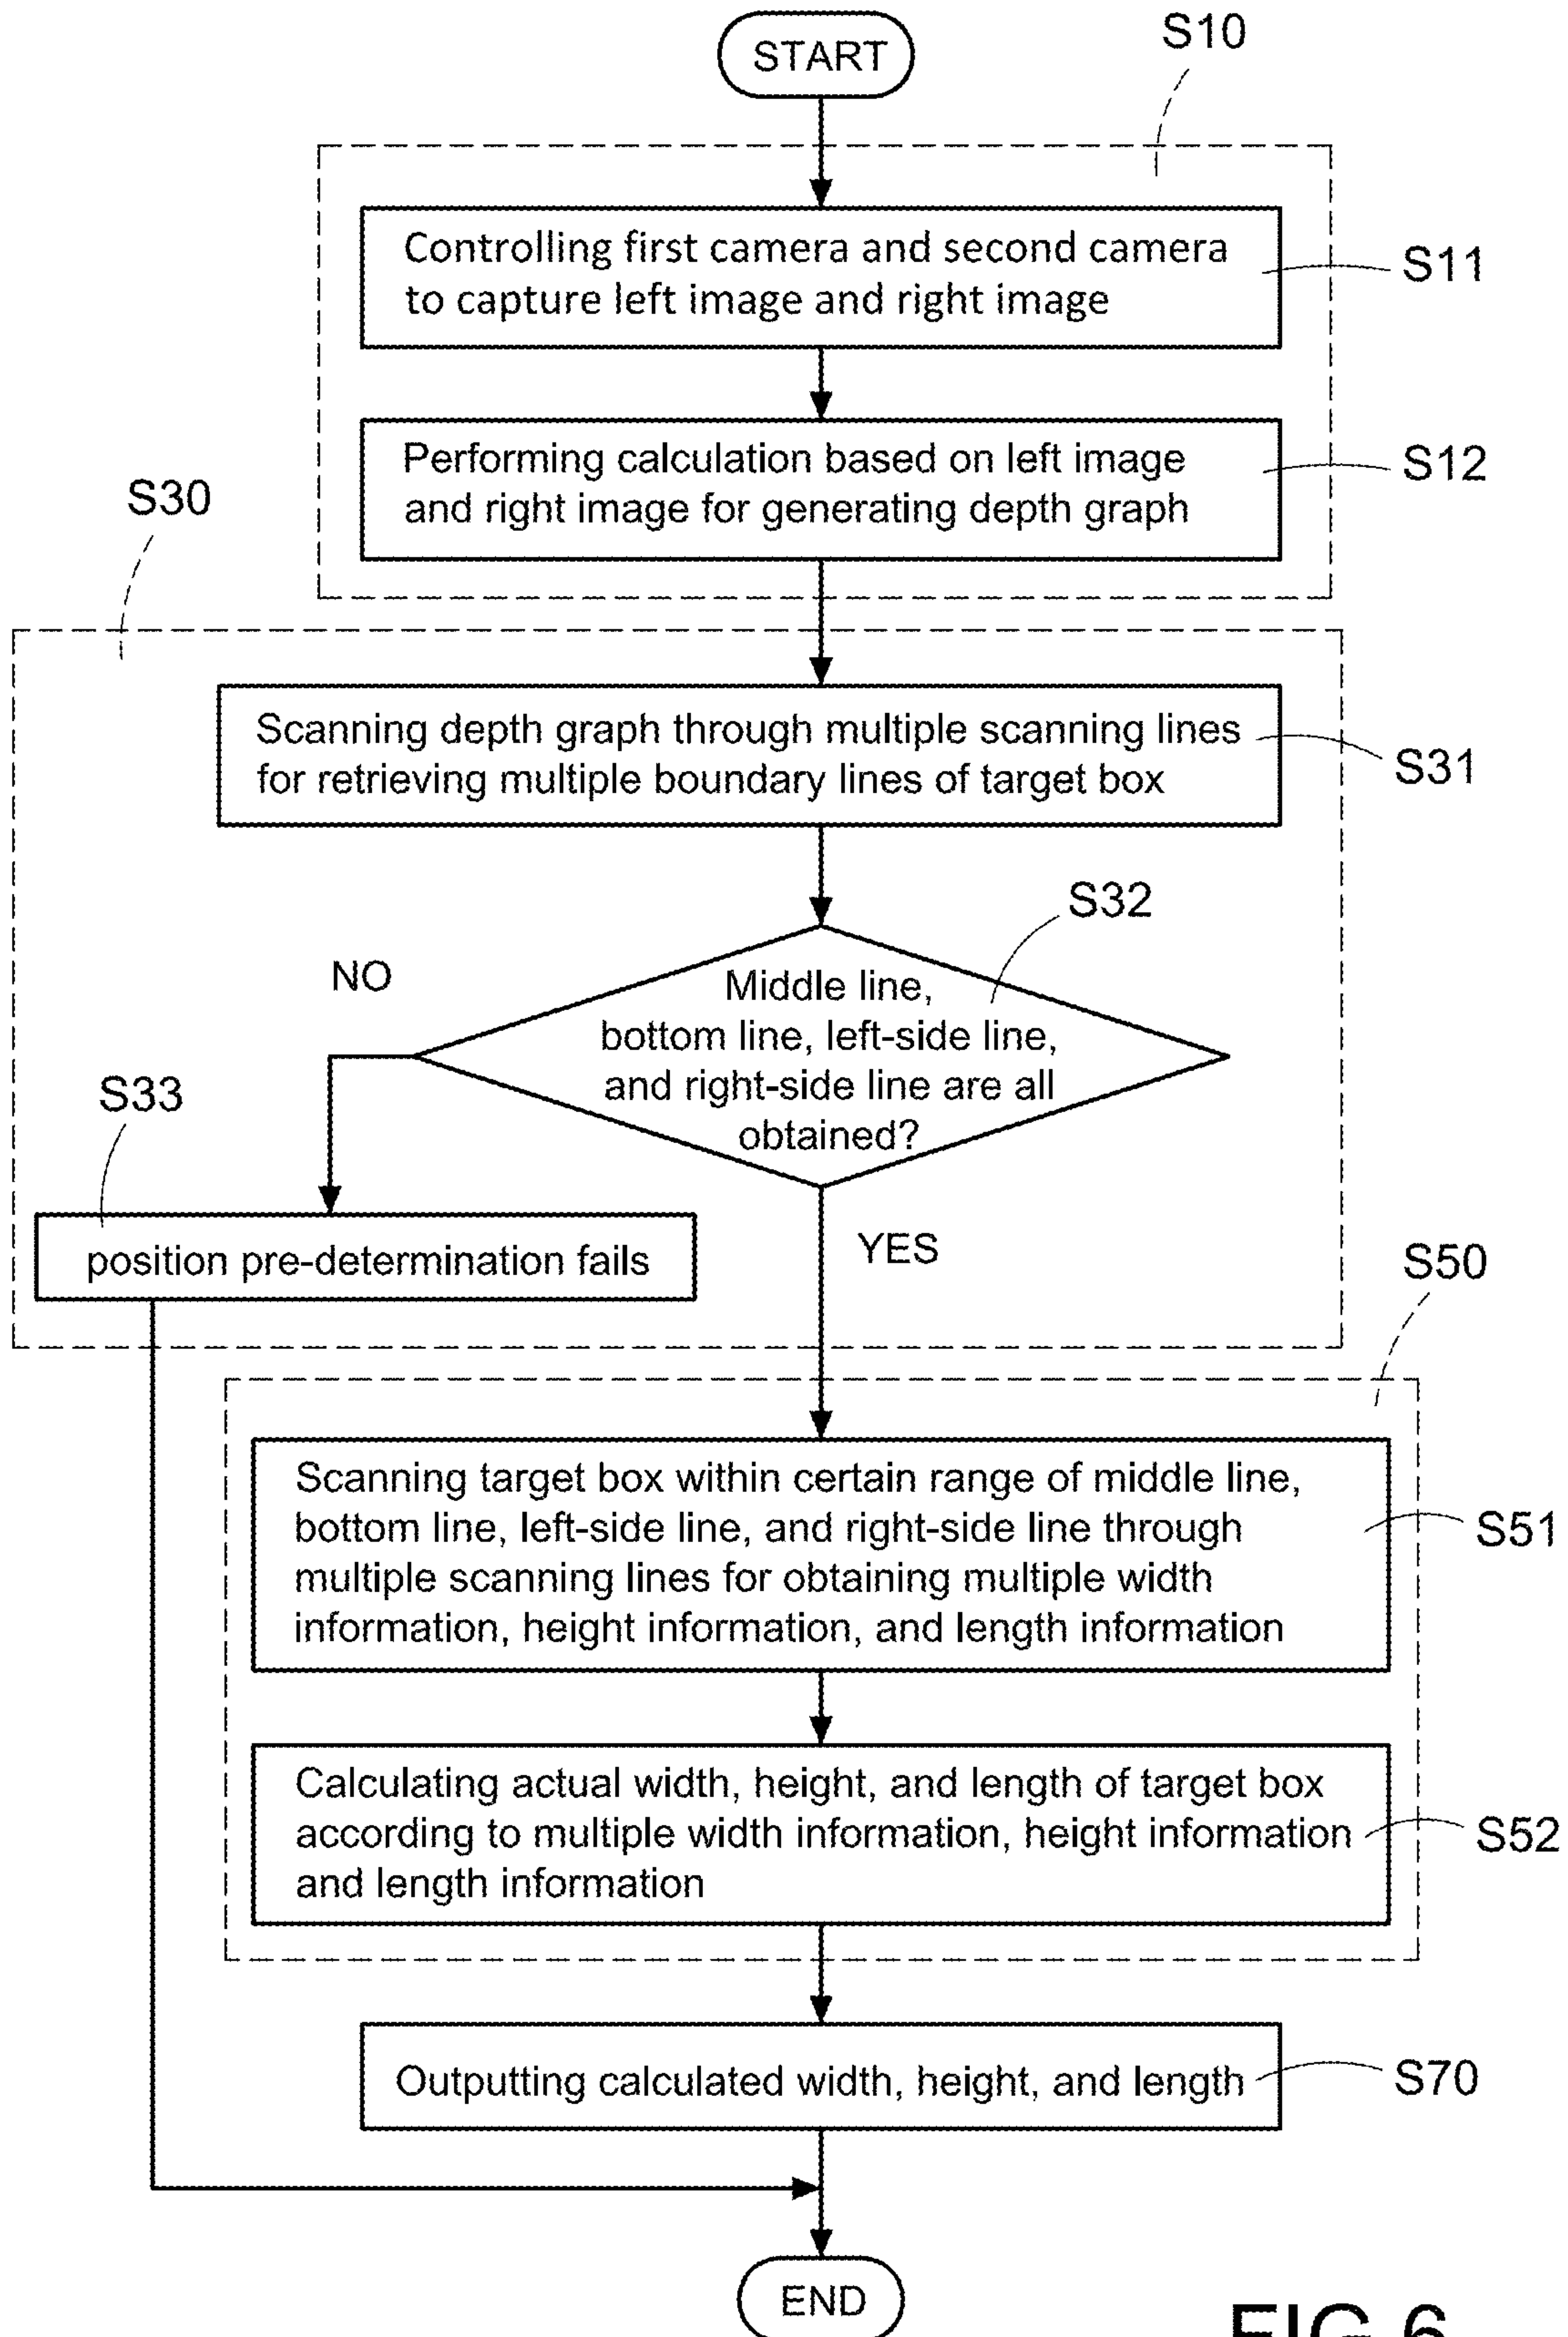 START
S10
Controlling first camera and second camera
to capture left image and right image
S11
Performing calculation based on left image
and right image for generating depth graph
S12
S30
Scanning depth graph through multiple scanning lines
for retrieving multiple boundary lines of target box
S31
S32
NO
Middle line,
bottom line, left-side line,
and right-side line are all
obtained?
S33
position pre-determination fails
YES
S50
Scanning target box within certain range of middle line,
bottom line, left-side line, and right-side line through
multiple scanning lines for obtaining multiple width
information, height information, and length information
S51
Calculating actual width, height, and length of target box
according to multiple width information, height information
and length information
S52
Outputting calculated width, height, and length
S70
END
FIG.6